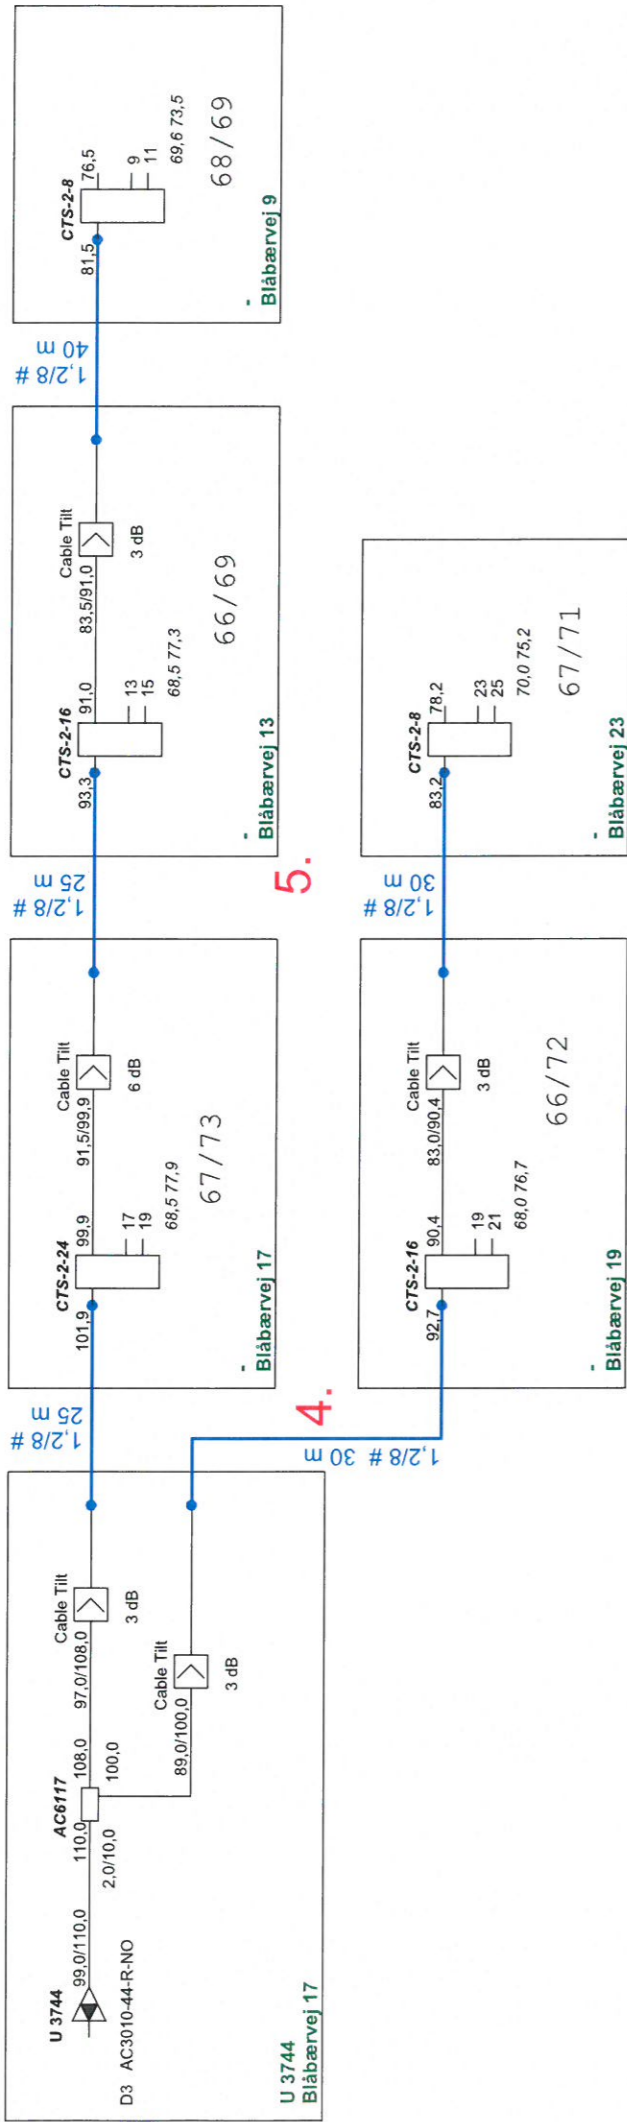 U 3744
99,0/110,0
D3 AC3010-44-R-NO
AC6117
110,0
108,0
2,0/10,0
100,0
97,0/108,0
Cable Tilt
3 dB
89,0/100,0
Cable Tilt
3 dB
U 3744
Blåbærvej 17
1,2/8 #
25 m
CTS-2-24
101,9
99,9
17
19
68,5 77,9
91,5/99,9
Cable Tilt
6 dB
67/73
-
Blåbærvej 17
1,2/8 #
25 m
CTS-2-16
93,3
91,0
13
15
68,5 77,3
83,5/91,0
Cable Tilt
3 dB
66/69
-
Blåbærvej 13
1,2/8 #
40 m
CTS-2-8
81,5
76,5
9
11
69,6 73,5
68/69
-
Blåbærvej 9
4.
5.
1,2/8 # 30 m
CTS-2-16
92,7
90,4
19
21
68,0 76,7
83,0/90,4
Cable Tilt
3 dB
66/72
-
Blåbærvej 19
1,2/8 #
30 m
CTS-2-8
83,2
78,2
23
25
70,0 75,2
67/71
-
Blåbærvej 23